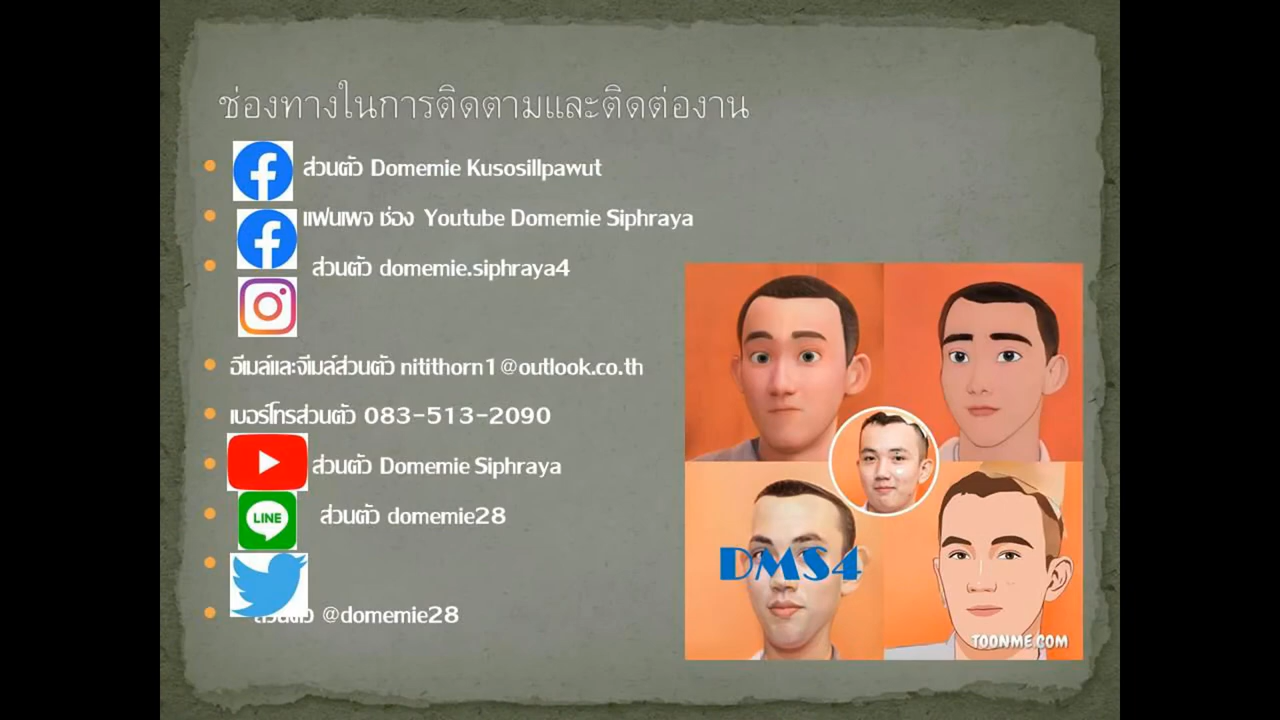 ช่องทางในการติดตามและติดต่องาน
ส่วนตัว Domemie Kusosillpawut
แฟนเพจ ช่อง Youtube Domemie Siphraya
ส่วนตัว domemie.siphraya4
อีเมล์และจีเมล์ส่วนตัว nitithorn1@outlook.co.th
เบอร์โทรส่วนตัว 083-513-2090
ส่วนตัว Domemie Siphraya
LINE
ส่วนตัว domemie28
ส่วนตัว @domemie28
DMS4
TOONME.COM